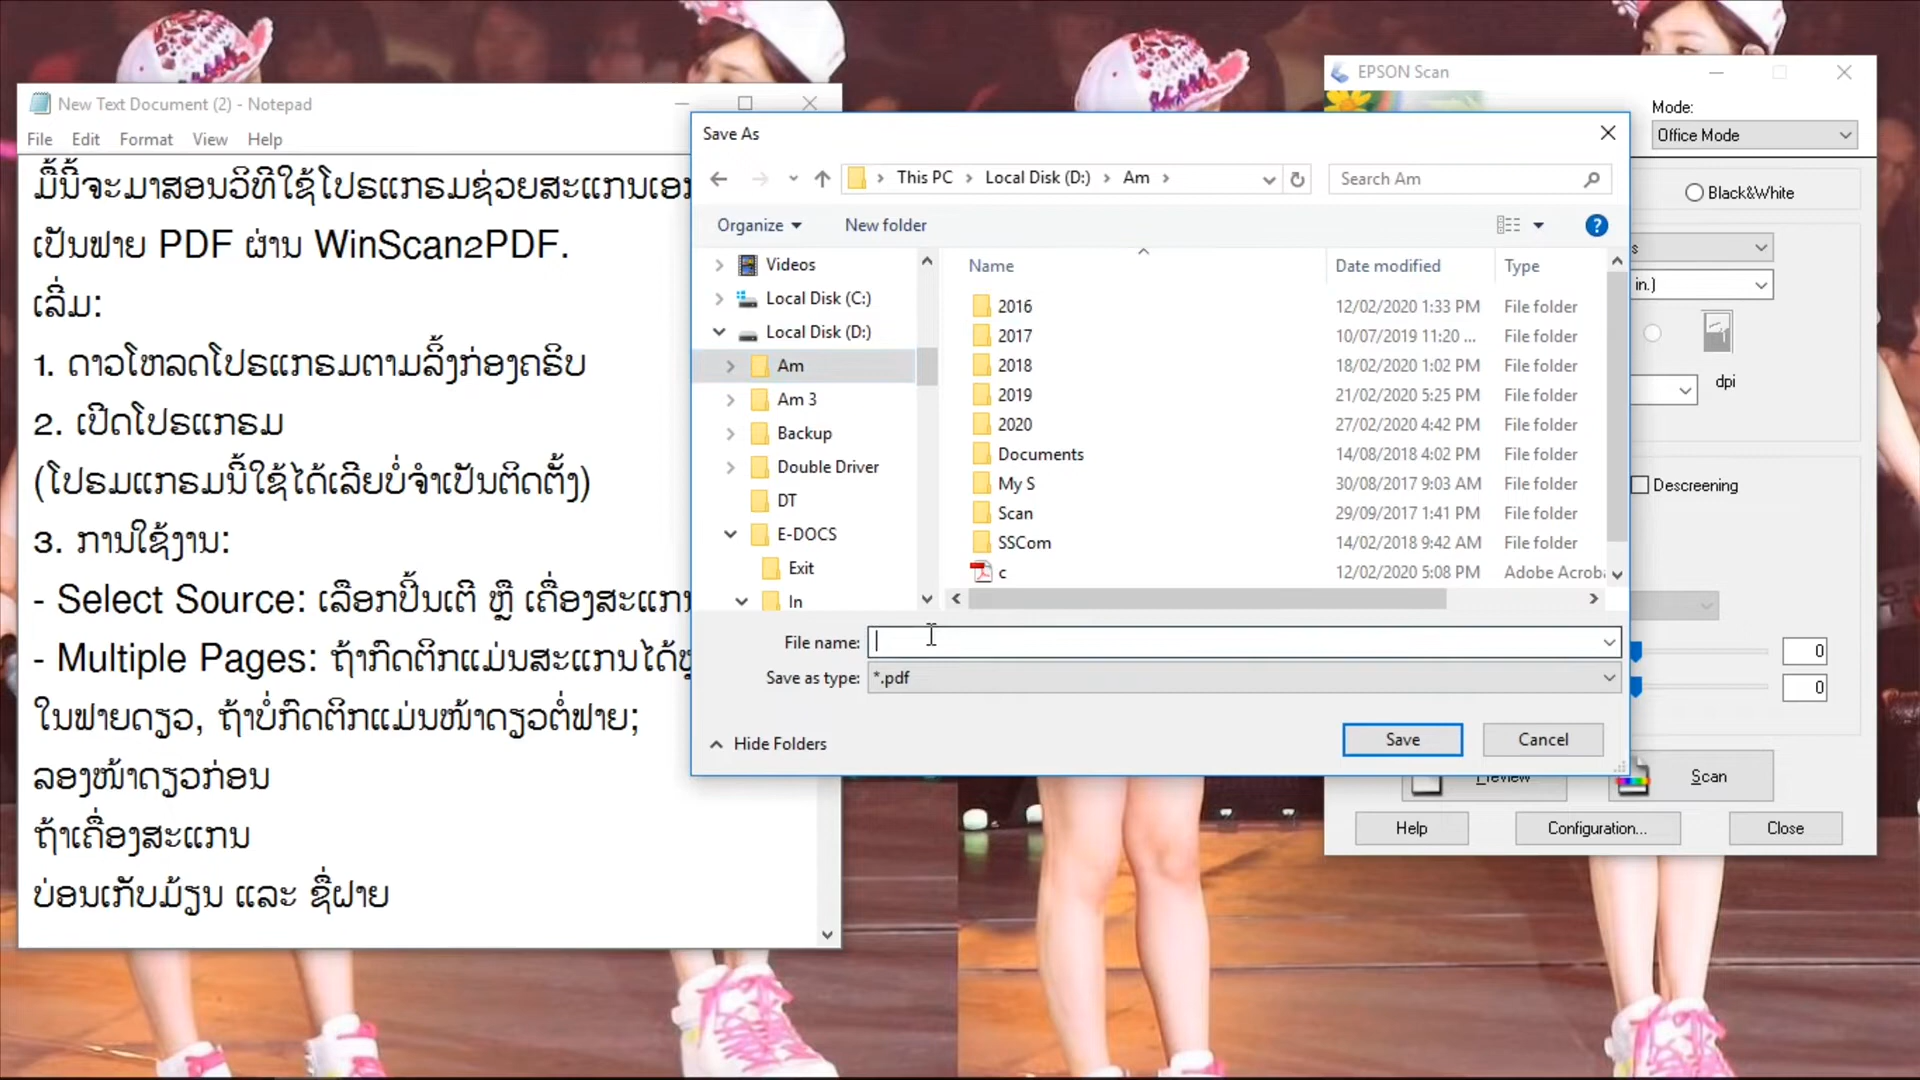 New Text Document (2) - Notepad
File Edit Format View Help
ມື້ນີ້ຈະມາສອນວິທີໃຊ້ໂປຣແກຣມຊ່ວຍສະແກນ
ເປັນຟາຍ PDF ຜ່ານ WinScan2PDF.
ເລີ່ມ:
1. ດາວໂຫລດໂປຣແກຣມຕາມລິ້ງກ່ອງຄຣິບ
2. ເປີດໂປຣແກຣມ
(ໂປຣມແກຣມນີ້ໃຊ້ໄດ້ເລີຍບໍ່ຈຳເປັນຕິດຕັ້ງ)
3. ການໃຊ້ງານ:
- Select Source: ເລືອກປິ້ນເຕີ ຫຼື ເຄື່ອງສະແກນ
- Multiple Pages: ຖ້າກົດຕິກແມ່ນສະແກນໄດ້
ໃນຟາຍດຽວ, ຖ້າບໍ່ກົດຕິກແມ່ນໜ້າດຽວຕໍ່ຟາຍ;
ລອງໜ້າດຽວກ່ອນ
ຖ້າເຄື່ອງສະແກນ
ບ່ອນເກັບມ້ຽນ ແລະ ຊື່ຝາຍ
Save As
This PC Local Disk (D:) Am
Search Am
Organize New folder
Videos
Local Disk (C:)
Local Disk (D:)
Am
Am 3
Backup
Double Driver
DT
E-DOCS
Exit
In
Name Date modified Type
2016 12/02/2020 1:33 PM File folder
2017 10/07/2019 11:20 ... File folder
2018 18/02/2020 1:02 PM File folder
2019 21/02/2020 5:25 PM File folder
2020 27/02/2020 4:42 PM File folder
Documents 14/08/2018 4:02 PM File folder
My S 30/08/2017 9:03 AM File folder
Scan 29/09/2017 1:41 PM File folder
SSCom 14/02/2018 9:42 AM File folder
c 12/02/2020 5:08 PM Adobe Acroba
File name:
Save as type: *.pdf
Hide Folders
Save Cancel
EPSON Scan
Mode:
Office Mode
Black&White
s
in.)
dpi
Descreening
0
0
Preview Scan
Help Configuration... Close